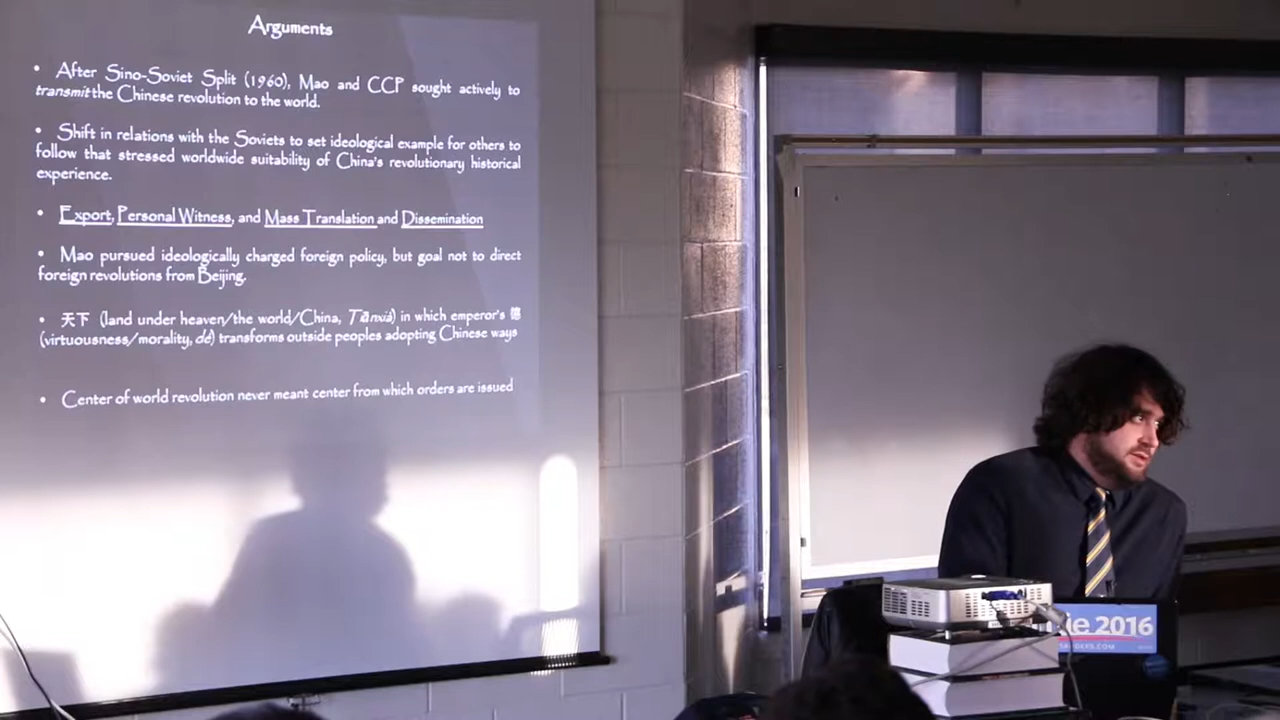 Arguments
• After Sino-Soviet Split (1960), Mao and CCP sought actively to
transmit the Chinese revolution to the world.
• Shift in relations with the Soviets to set ideological example for others to
follow that stressed worldwide suitability of China's revolutionary historical
experience.
• Export, Personal Witness, and Mass Translation and Dissemination
• Mao pursued ideologically charged foreign policy, but goal not to direct
foreign revolutions from Beijing.
• 天下 (land under heaven/the world/China, Tānxià) in which emperor's 德
(virtuousness/morality, de) transforms outside peoples adopting Chinese ways
• Center of world revolution never meant center from which orders are issued
ie 2016